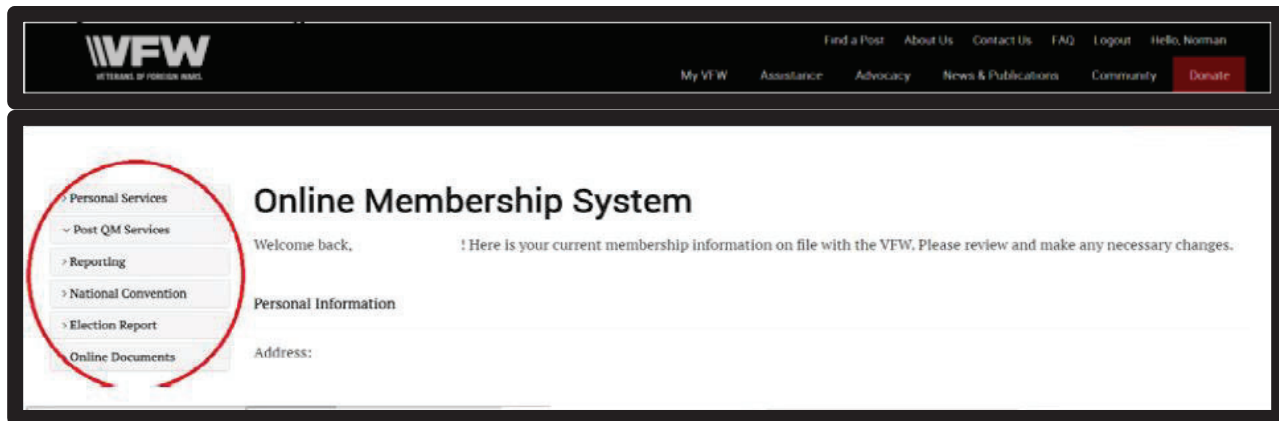 VFW
VETERANS OF FOREIGN WARS.
Find a Post About Us Contact Us FAQ Logout Hello, Norman
My VFW Assistance Advocacy News & Publications Community Donate
> Personal Services
Post QM Services
> Reporting
> National Convention
> Election Report
Online Documents
Online Membership System
Welcome back, ! Here is your current membership information on file with the VFW. Please review and make any necessary changes.
Personal Information
Address: